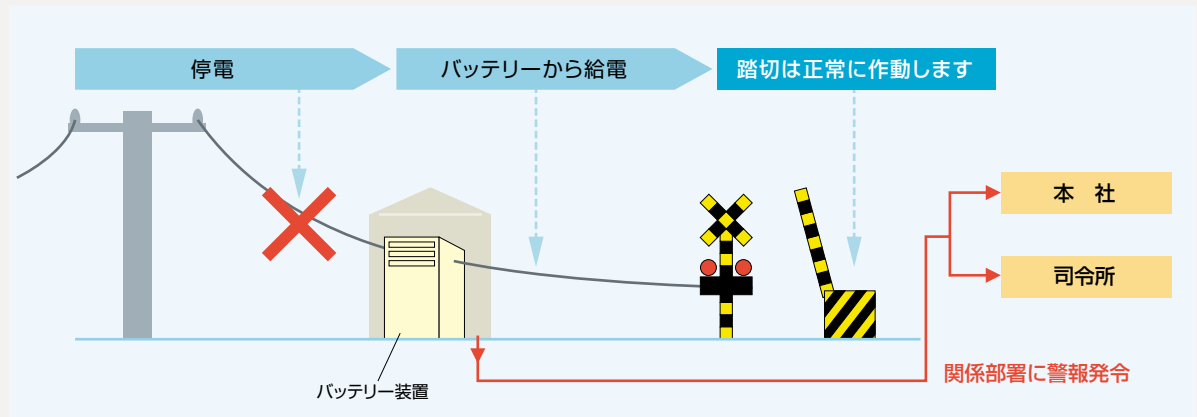 停電
バッテリーから給電
踏切は正常に作動します
本　社
司令所
関係部署に警報発令
バッテリー装置